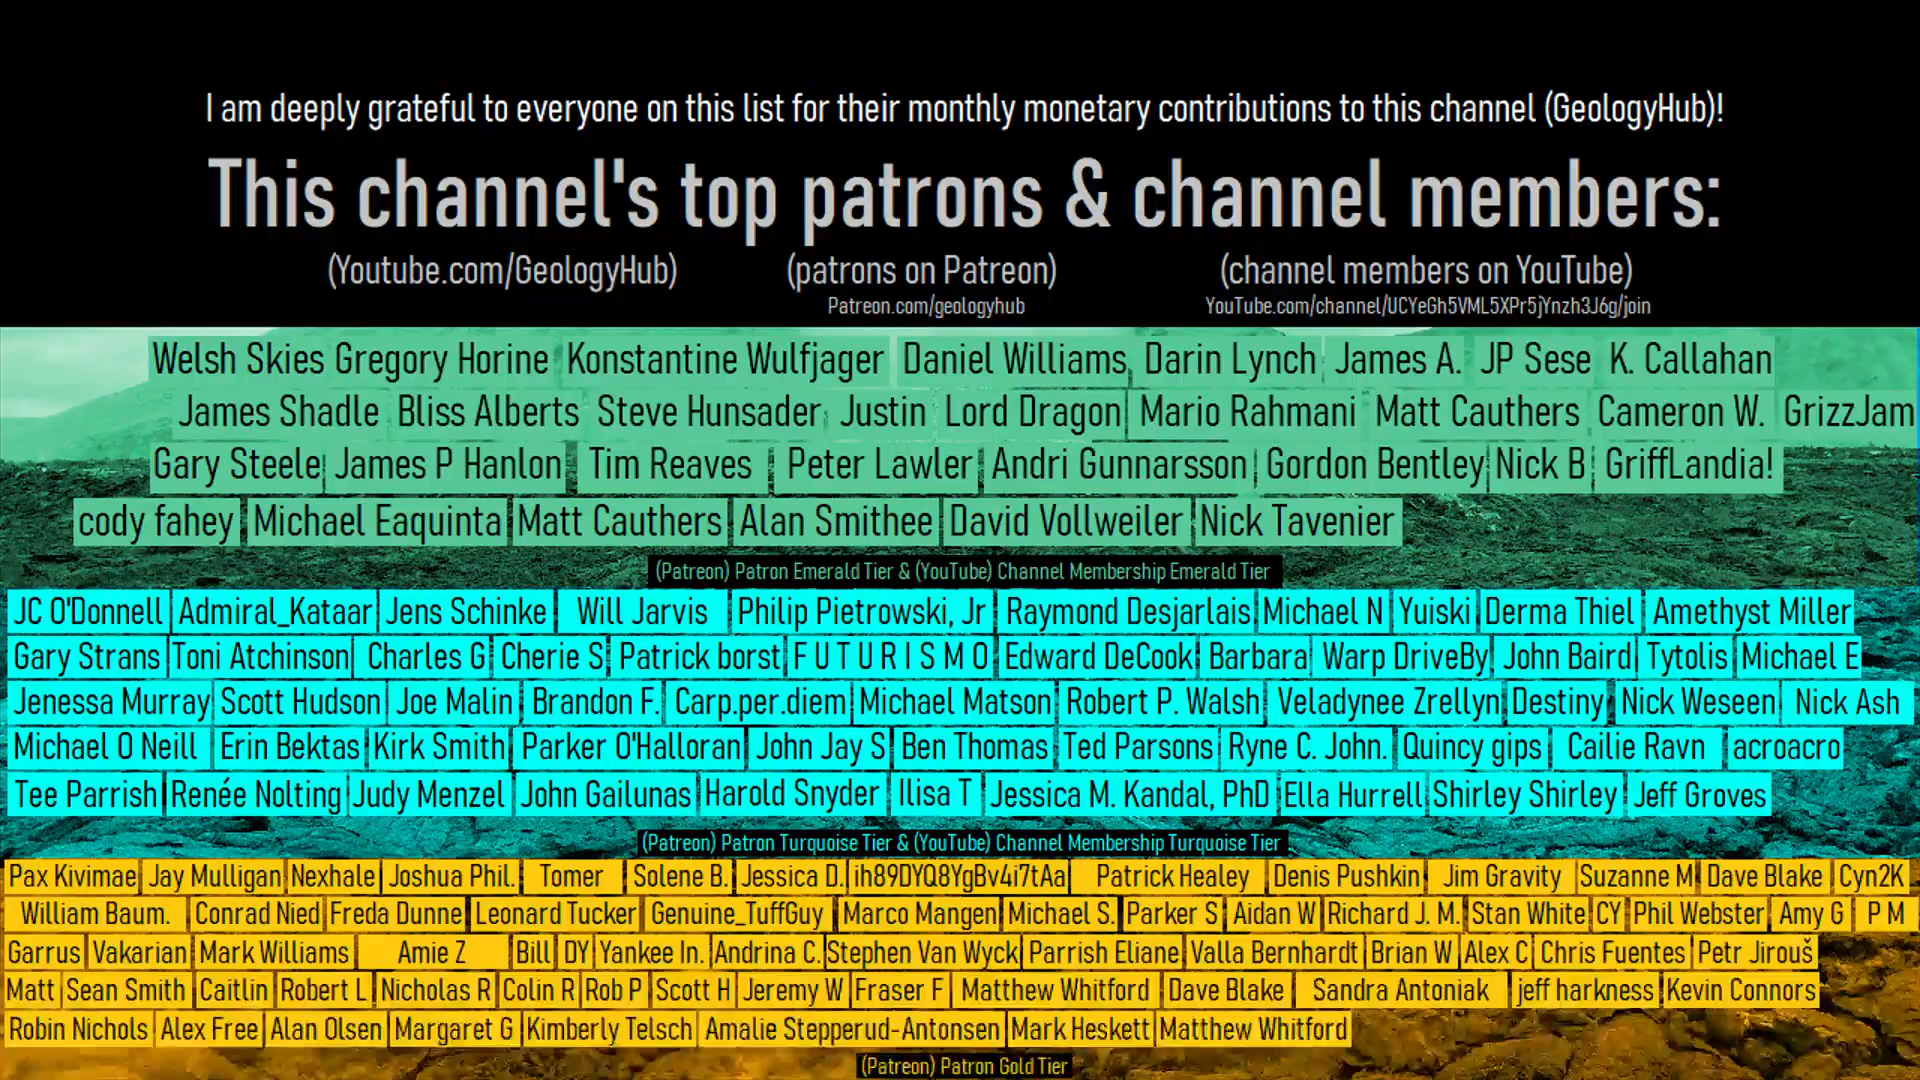 I am deeply grateful to everyone on this list for their monthly monetary contributions to this channel (GeologyHub)!
This channel's top patrons & channel members:
(Youtube.com/GeologyHub) (patrons on Patreon) (channel members on YouTube)
Patreon.com/geologyhub YouTube.com/channel/UCYeGh5VML5XPr5jYnzh3J6g/join
Welsh Skies Gregory Horine Konstantine Wulfjager Daniel Williams Darin Lynch James A. JP Sese K. Callahan
James Shadle Bliss Alberts Steve Hunsader Justin Lord Dragon Mario Rahmani Matt Cauthers Cameron W. GrizzJam
Gary Steele James P Hanlon Tim Reaves Peter Lawler Andri Gunnarsson Gordon Bentley Nick B GriffLandia!
cody fahey Michael Eaquinta Matt Cauthers Alan Smithee David Vollweiler Nick Tavenier
(Patreon) Patron Emerald Tier & (YouTube) Channel Membership Emerald Tier
JC O'Donnell Admiral_Kataar Jens Schinke Will Jarvis Philip Pietrowski, Jr Raymond Desjarlais Michael N Yuiski Derma Thiel Amethyst Miller
Gary Strans Toni Atchinson Charles G Cherie S Patrick borst F U T U R I S M O Edward DeCook Barbara Warp DriveBy John Baird Tytolis Michael E
Jenessa Murray Scott Hudson Joe Malin Brandon F. Carp.per.diem Michael Matson Robert P. Walsh Veladynee Zrellyn Destiny Nick Weseen Nick Ash
Michael O Neill Erin Bektas Kirk Smith Parker O'Halloran John Jay S Ben Thomas Ted Parsons Ryne C. John. Quincy gips Cailie Ravn acroacro
Tee Parrish Renée Nolting Judy Menzel John Gailunas Harold Snyder Ilisa T Jessica M. Kandal, PhD Ella Hurrell Shirley Shirley Jeff Groves
(Patreon) Patron Turquoise Tier & (YouTube) Channel Membership Turquoise Tier
Pax Kivimae Jay Mulligan Nexhale Joshua Phil. Tomer Solene B. Jessica D. ih89DYQ8YgBv4i7tAa Patrick Healey Denis Pushkin Jim Gravity Suzanne M Dave Blake Cyn2K
William Baum. Conrad Nied Freda Dunne Leonard Tucker Genuine_TuffGuy Marco Mangen Michael S. Parker S Aidan W Richard J. M. Stan White CY Phil Webster Amy G P M
Garrus Vakarian Mark Williams Amie Z Bill DY Yankee In. Andrina C. Stephen Van Wyck Parrish Eliane Valla Bernhardt Brian W Alex C Chris Fuentes Petr Jirouš
Matt Sean Smith Caitlin Robert L Nicholas R Colin R Rob P Scott H Jeremy W Fraser F Matthew Whitford Dave Blake Sandra Antoniak jeff harkness Kevin Connors
Robin Nichols Alex Free Alan Olsen Margaret G Kimberly Telsch Amalie Stepperud-Antonsen Mark Heskett Matthew Whitford
(Patreon) Patron Gold Tier